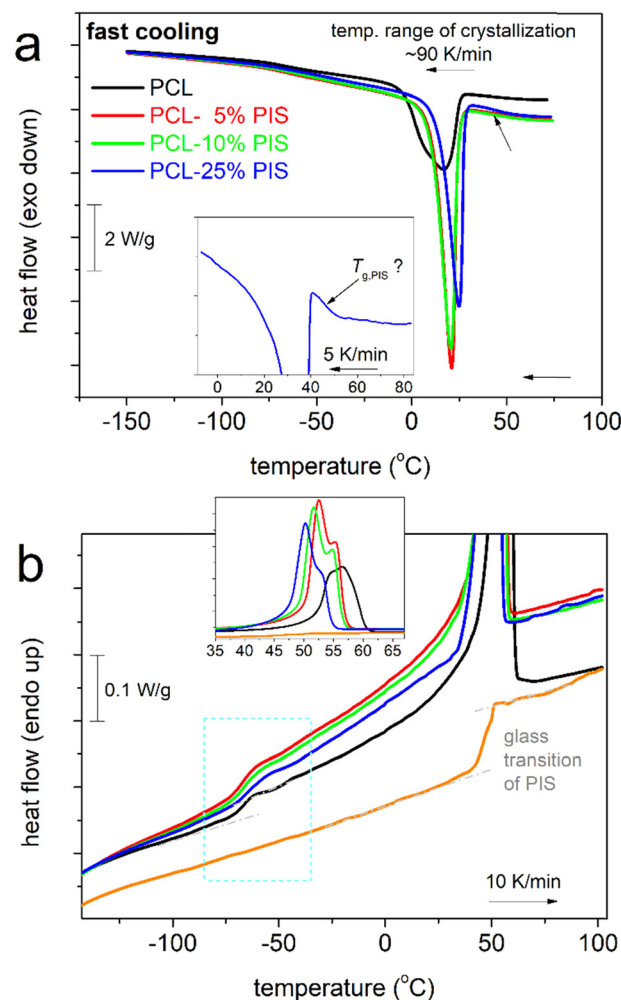 a
fast cooling
temp. range of crystallization
~90 K/min
PCL
PCL- 5% PIS
PCL-10% PIS
PCL-25% PIS
2 W/g
heat flow (exo down)
T g,PIS ?
5 K/min
0 20 40 60 80
-150 -100 -50 0 50 100
temperature (°C)
b
35 40 45 50 55 60 65
0.1 W/g
heat flow (endo up)
glass
transition
of PIS
10 K/min
-100 -50 0 50 100
temperature (°C)